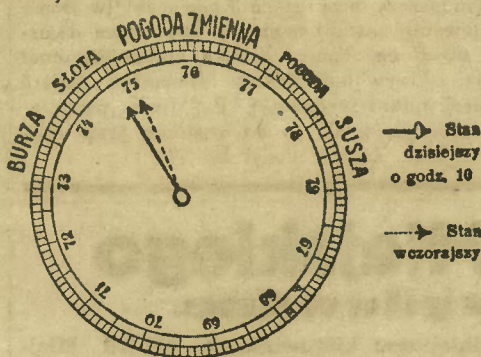 BURZA
SŁOTA
POGODA ZMIENNA
POGODA
SUSZA
72
73
74
75
76
77
78
79
67
68
69
70
71
Stan
dzisiejszy
o godz. 10
Stan
wczorajszy